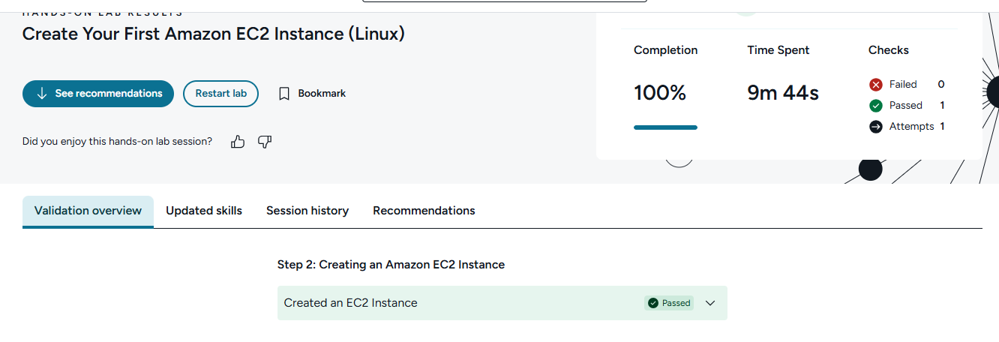 HANDS-ON LAB RESULTS
Create Your First Amazon EC2 Instance (Linux)
See recommendations
Restart lab
Bookmark
Did you enjoy this hands-on lab session?
Completion
Time Spent
Checks
100%
9m 44s
Failed 0
Passed 1
Attempts 1
Validation overview
Updated skills
Session history
Recommendations
Step 2: Creating an Amazon EC2 Instance
Created an EC2 Instance
Passed